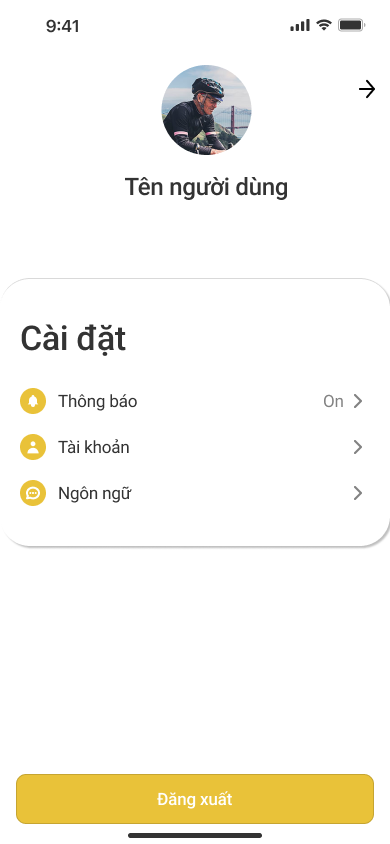 9:41
Tên người dùng
Cài đặt
Thông báo On
Tài khoản
Ngôn ngữ
Đăng xuất